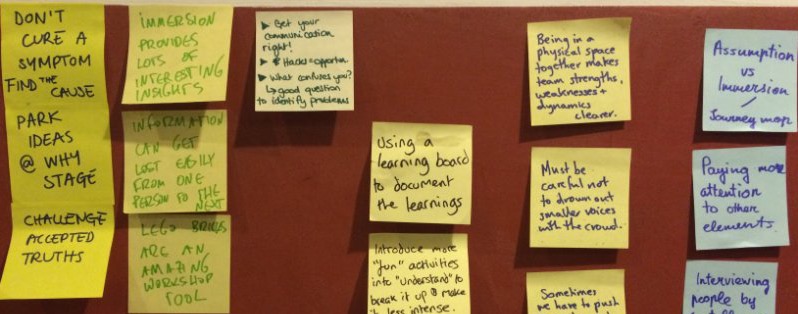 DON'T
CURE A
SYMPTOM
FIND THE
CAUSE
PARK
IDEAS
@ WHY
STAGE
CHALLENGE
ACCEPTED
TRUTHS
IMMERSION
PROVIDES
LOTS OF
INTERESTING
INSIGHTS
INFORMATION
CAN GET
LOST EASILY
FROM ONE
PERSON TO THE
NEXT
LEGO BRICKS
ARE AN
AMAZING
WORKSHOP
TOOL
► Get your
communication
right!
► Hacks=opportun.
► What confuses you?
↳ good question
to identify problems
Using a
learning board
to document
the learnings
Introduce more
"fun" activities
into "understand" to
break it up & make
it less intense.
Being in a
physical space
together makes
team strengths,
weaknesses +
dynamics
clearer.
Must be
careful not
to drown out
smaller voices
with the crowd.
Sometimes
we have to push
Assumption
vs
Immersion
/
Journey map
Paying more
attention
to other
elements.
Interviewing
people by